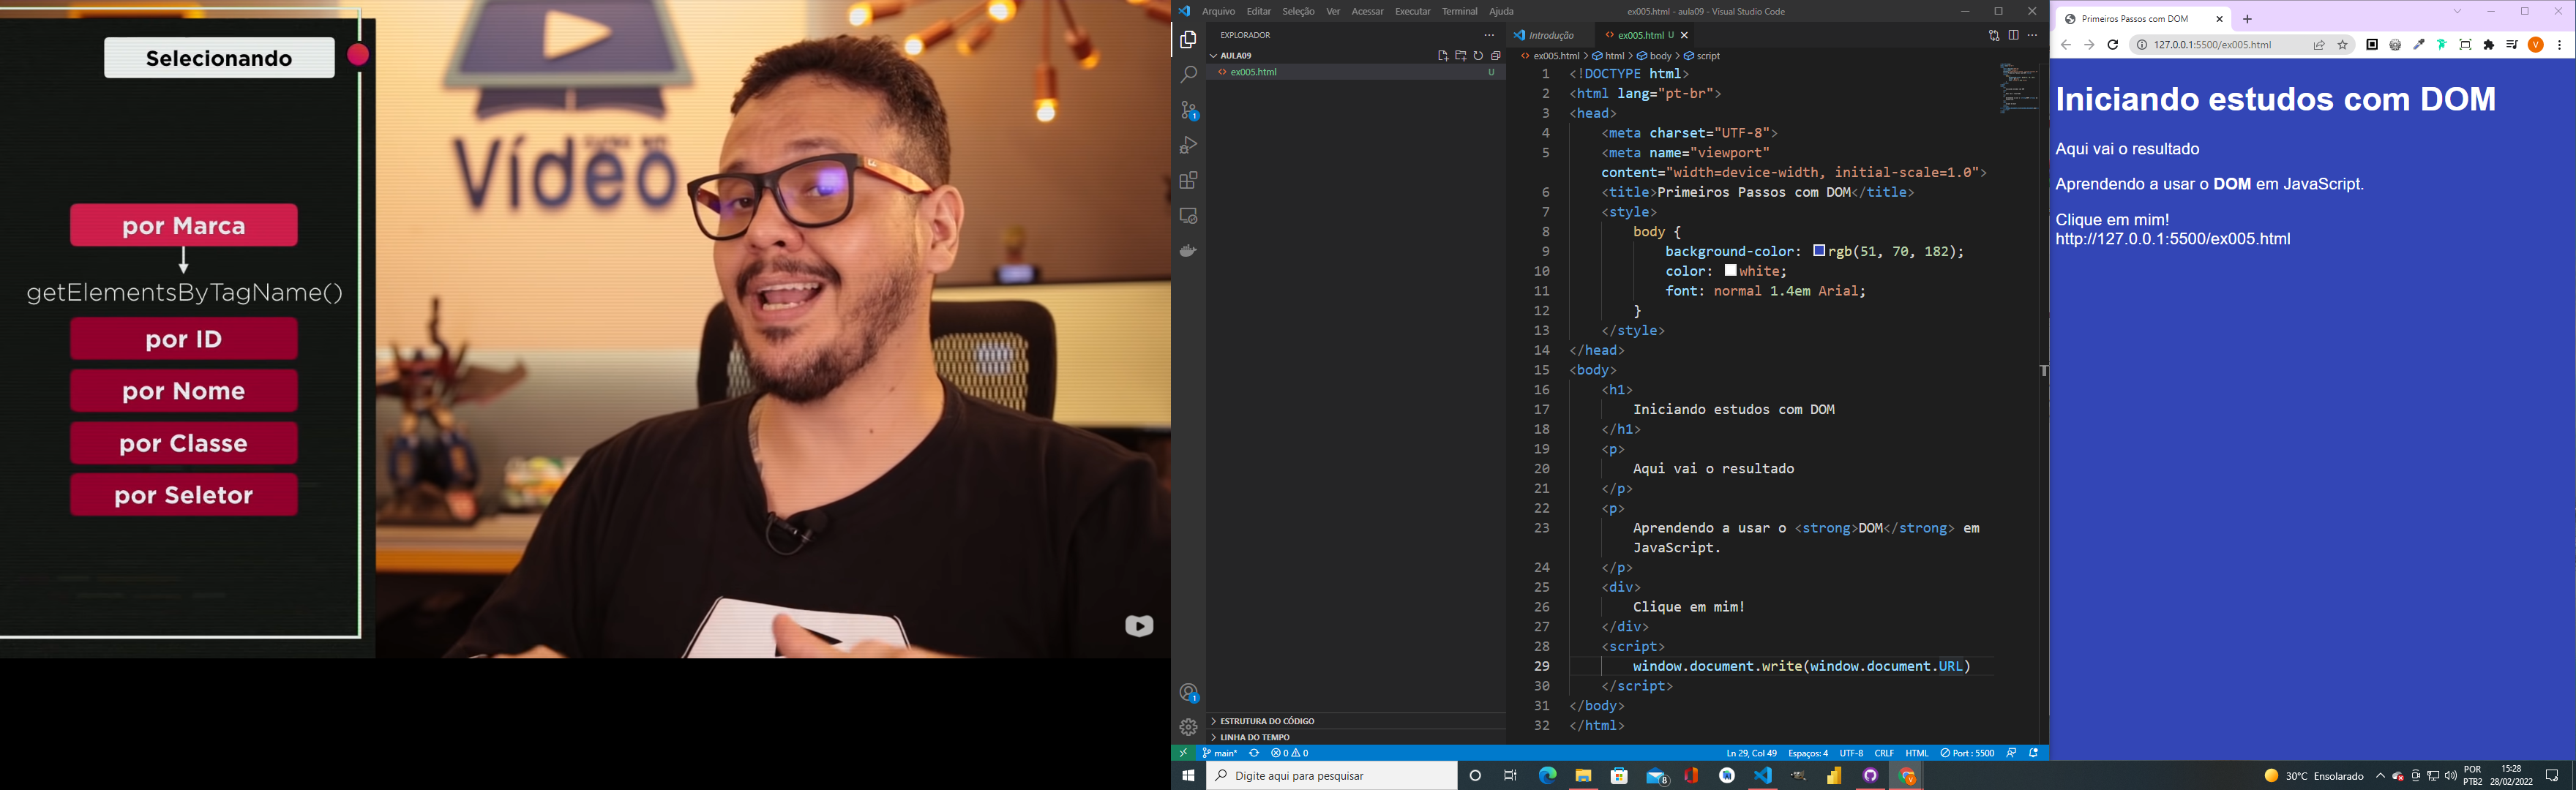 Selecionando
por Marca
getElementsByTagName()
por ID
por Nome
por Classe
por Seletor
Vídeo
Arquivo Editar Seleção Ver Acessar Executar Terminal Ajuda
ex005.html - aula09 - Visual Studio Code
EXPLORADOR
AULA09
ex005.html U
ESTRUTURA DO CÓDIGO
LINHA DO TEMPO
Introdução
ex005.html U
ex005.html > html > body > script
1 <!DOCTYPE html>
2 <html lang="pt-br">
3 <head>
4 <meta charset="UTF-8">
5 <meta name="viewport"
content="width=device-width, initial-scale=1.0">
6 <title>Primeiros Passos com DOM</title>
7 <style>
8 body {
9 background-color: rgb(51, 70, 182);
10 color: white;
11 font: normal 1.4em Arial;
12 }
13 </style>
14 </head>
15 <body>
16 <h1>
17 Iniciando estudos com DOM
18 </h1>
19 <p>
20 Aqui vai o resultado
21 </p>
22 <p>
23 Aprendendo a usar o <strong>DOM</strong> em
JavaScript.
24 </p>
25 <div>
26 Clique em mim!
27 </div>
28 <script>
29 window.document.write(window.document.URL)
30 </script>
31 </body>
32 </html>
main* 0 0
Ln 29, Col 49 Espaços: 4 UTF-8 CRLF HTML Port : 5500
Primeiros Passos com DOM
127.0.0.1:5500/ex005.html
Iniciando estudos com DOM
Aqui vai o resultado
Aprendendo a usar o DOM em JavaScript.
Clique em mim!
http://127.0.0.1:5500/ex005.html
Digite aqui para pesquisar
8
30°C Ensolarado
POR
PTB2
15:28
28/02/2022